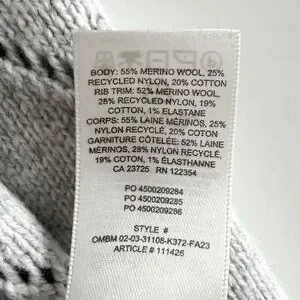 BODY: 55% MERINO WOOL, 25%
RECYCLED NYLON, 20% COTTON
RIB TRIM: 52% MERINO WOOL,
28% RECYCLED NYLON, 19%
COTTON, 1% ELASTANE
CORPS: 55% LAINE MÉRINOS, 25%
NYLON RECYCLÉ, 20% COTON
GARNITURE CÔTELÉE: 52% LAINE
MÉRINOS, 28% NYLON RECYCLÉ,
19% COTON, 1% ÉLASTHANNE
CA 23725 RN 122354
PO 4500209284
PO 4500209285
PO 4500209286
STYLE #
OMBM 02-03-31108-K372-FA23
ARTICLE # 111426